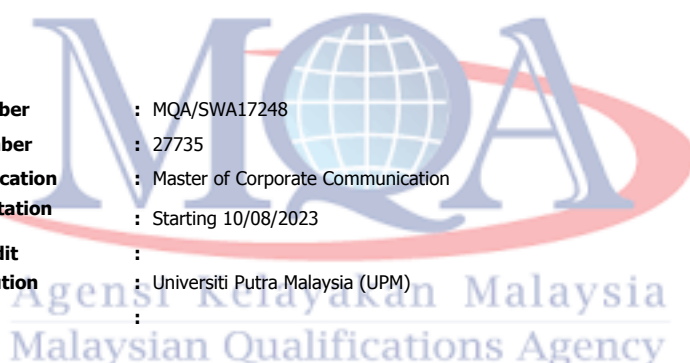 MQA
ber : MQA/SWA17248
ber : 27735
cation : Master of Corporate Communication
tation
: Starting 10/08/2023
dit :
tion : Universiti Putra Malaysia (UPM)
:
Agensi Kelayakan Malaysia
Malaysian Qualifications Agency